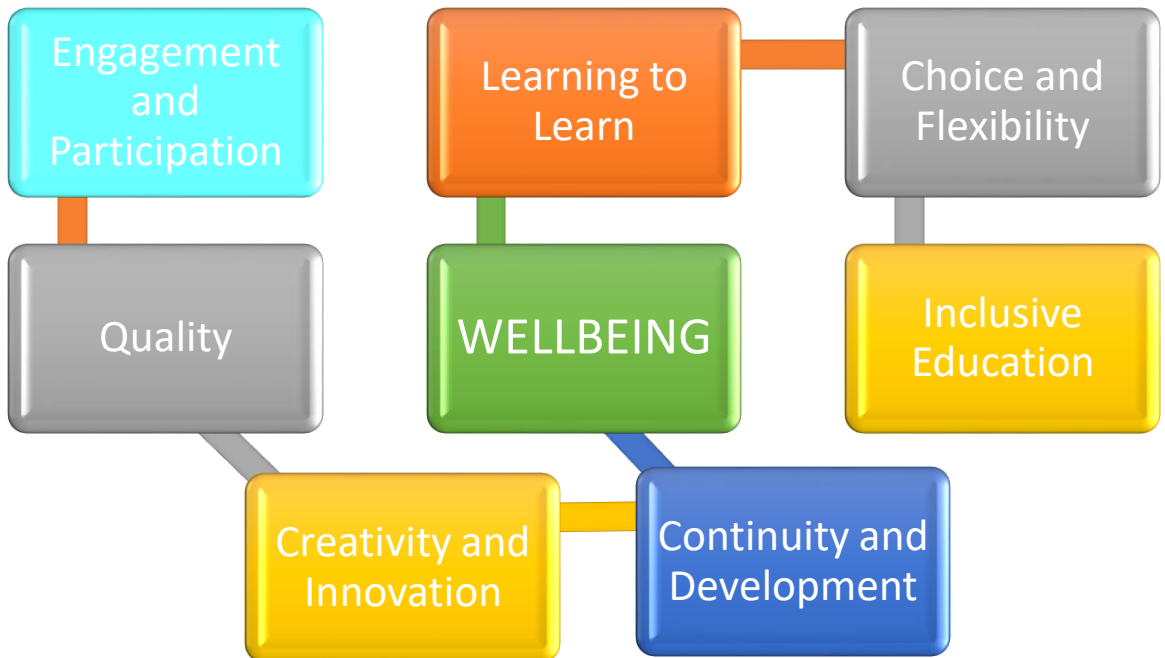 Engagement
and
Participation
Learning to
Learn
Choice and
Flexibility
Quality
WELLBEING
Inclusive
Education
Creativity and
Innovation
Continuity and
Development